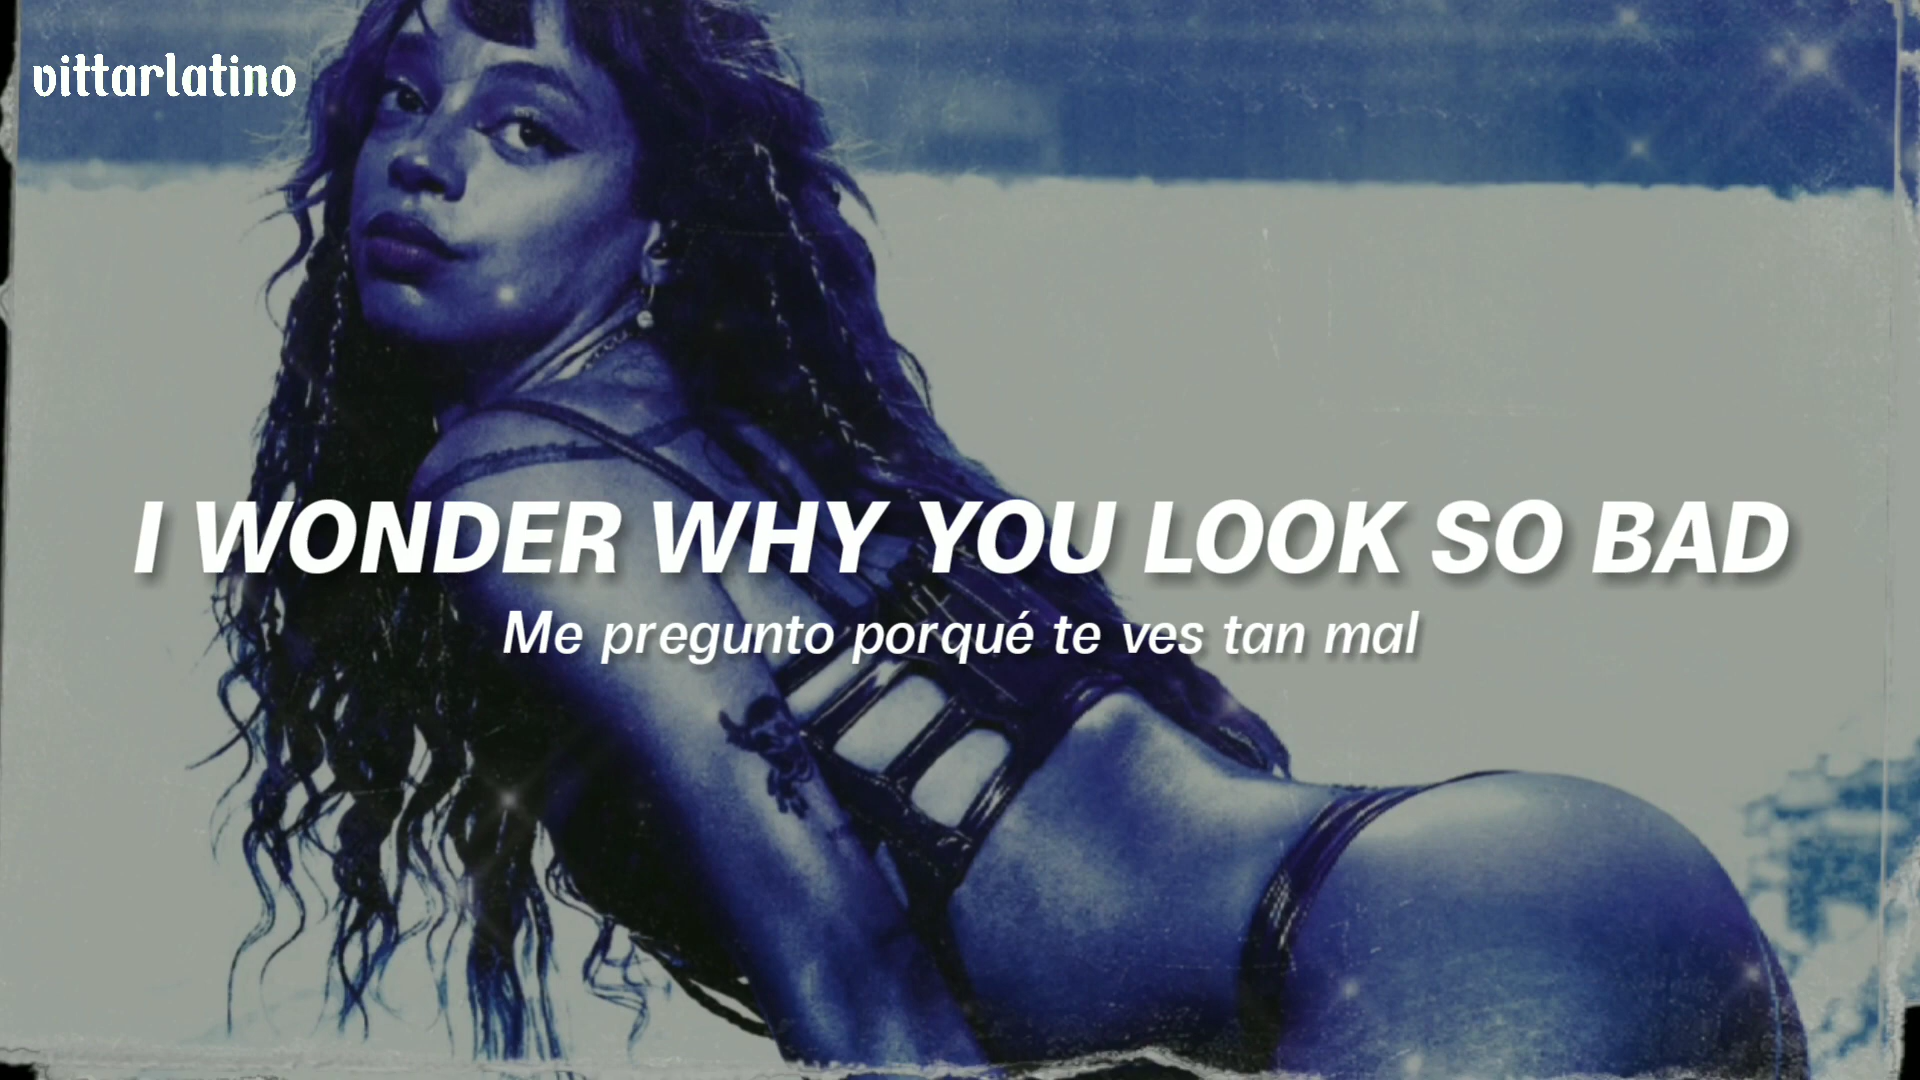 vittarlatino
I WONDER WHY YOU LOOK SO BAD
Me pregunto porqué te ves tan mal